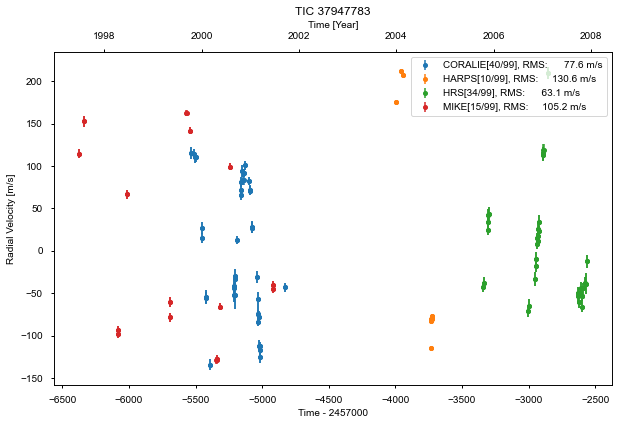 TIC 37947783
Time [Year]
1998 2000 2002 2004 2006 2008
CORALIE[40/99], RMS: 77.6 m/s
HARPS[10/99], RMS: 130.6 m/s
HRS[34/99], RMS: 63.1 m/s
MIKE[15/99], RMS: 105.2 m/s
Radial Velocity [m/s]
200
150
100
50
0
−50
−100
−150
−6500 −6000 −5500 −5000 −4500 −4000 −3500 −3000 −2500
Time - 2457000